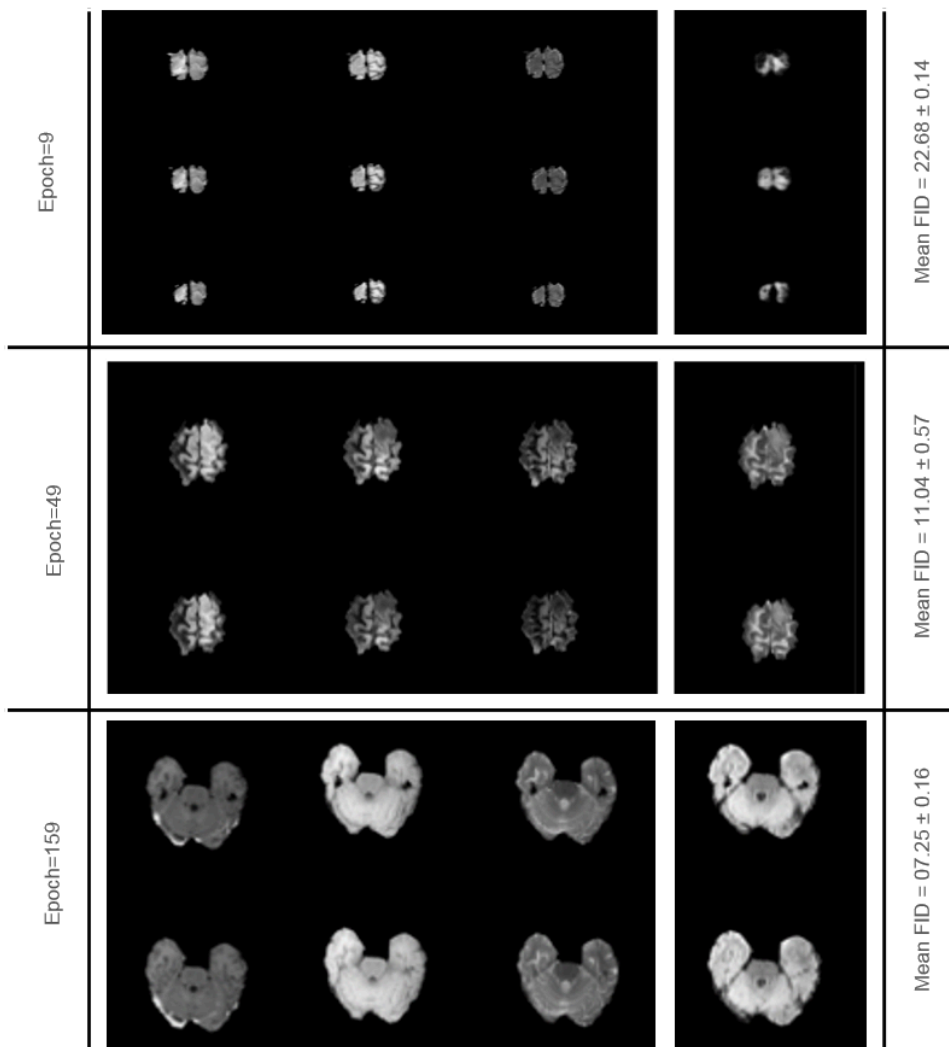 Epoch=9
Mean FID = 22.68 ± 0.14
Epoch=49
Mean FID = 11.04 ± 0.57
Epoch=159
Mean FID = 07.25 ± 0.16